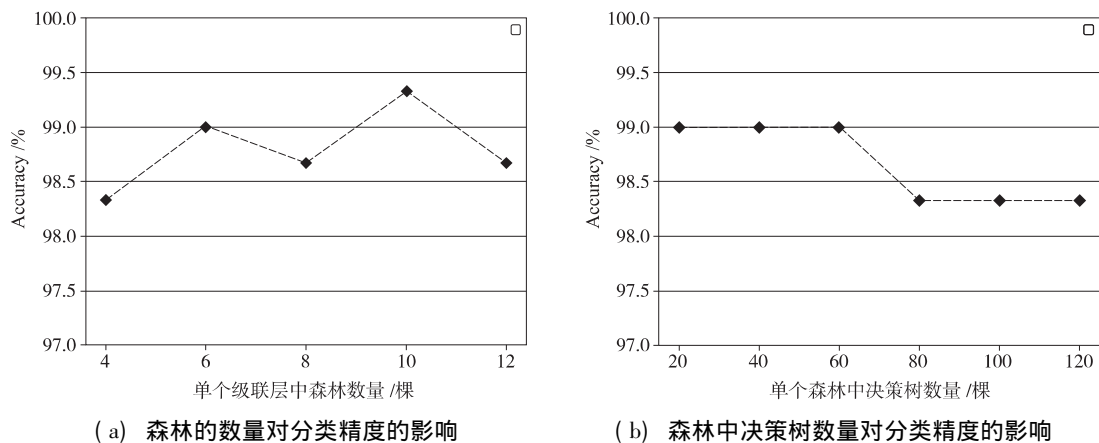 100.0
99.5
99.0
98.5
98.0
97.5
97.0
Accuracy /%
4 6 8 10 12
单个级联层中森林数量 /棵
( a) 森林的数量对分类精度的影响
100.0
99.5
99.0
98.5
98.0
97.5
97.0
Accuracy /%
20 40 60 80 100 120
单个森林中决策树数量 /棵
( b) 森林中决策树数量对分类精度的影响